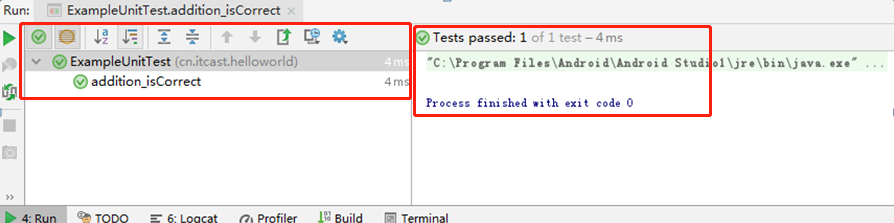 Run: ExampleUnitTest.addition_isCorrect
Tests passed: 1 of 1 test – 4 ms
ExampleUnitTest (cn.itcast.helloworld) 4 ms
"C:\Program Files\Android\Android Studio1\jre\bin\java.exe" ...
addition_isCorrect 4 ms
Process finished with exit code 0
4: Run TODO 6: Logcat Profiler Build Terminal